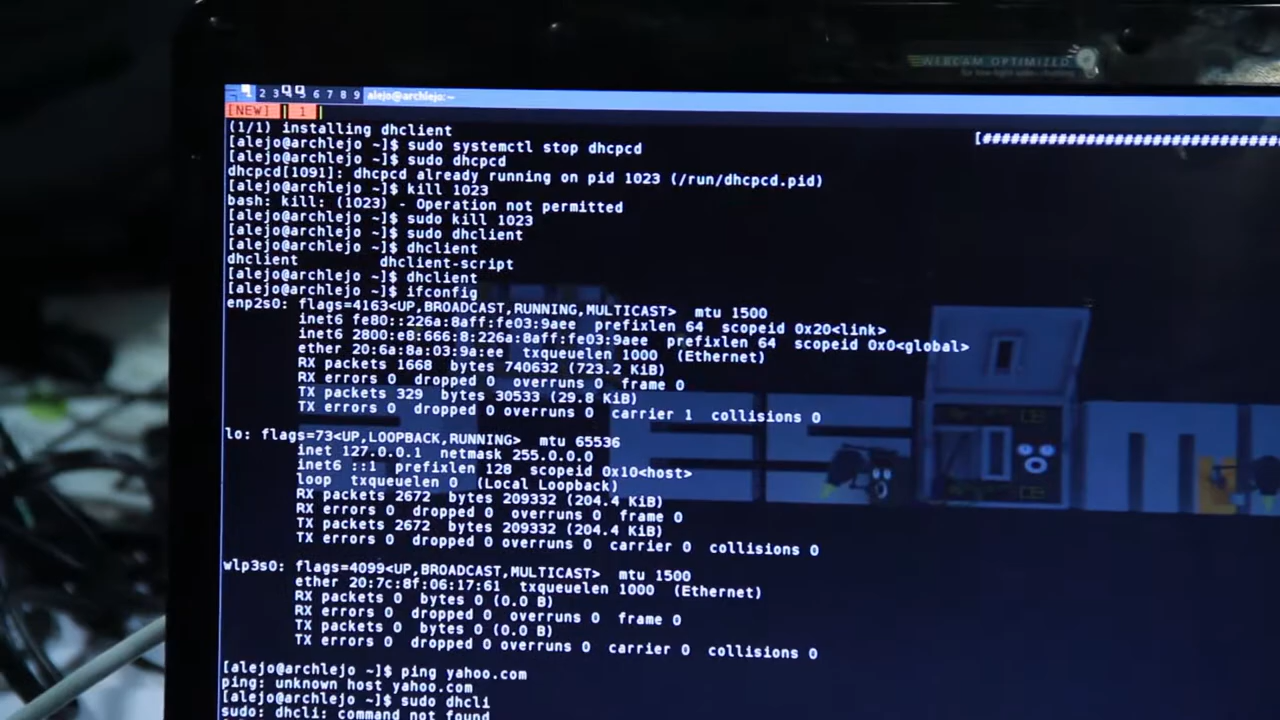 WEBCAM OPTIMIZED
1 2 3 4 5 6 7 8 9 alejo@archlejo:~
[NEW] 1
(1/1) installing dhclient [#############################
[alejo@archlejo ~]$ sudo systemctl stop dhcpcd
[alejo@archlejo ~]$ sudo dhcpcd
dhcpcd[1091]: dhcpcd already running on pid 1023 (/run/dhcpcd.pid)
[alejo@archlejo ~]$ kill 1023
bash: kill: (1023) - Operation not permitted
[alejo@archlejo ~]$ sudo kill 1023
[alejo@archlejo ~]$ sudo dhclient
[alejo@archlejo ~]$ dhclient
dhclient dhclient-script
[alejo@archlejo ~]$ dhclient
[alejo@archlejo ~]$ ifconfig
enp2s0: flags=4163<UP,BROADCAST,RUNNING,MULTICAST> mtu 1500
inet6 fe80::226a:8aff:fe03:9aee prefixlen 64 scopeid 0x20<link>
inet6 2800:e8:666:8:226a:8aff:fe03:9aee prefixlen 64 scopeid 0x0<global>
ether 20:6a:8a:03:9a:ee txqueuelen 1000 (Ethernet)
RX packets 1668 bytes 740632 (723.2 KiB)
RX errors 0 dropped 0 overruns 0 frame 0
TX packets 329 bytes 30533 (29.8 KiB)
TX errors 0 dropped 0 overruns 0 carrier 1 collisions 0
lo: flags=73<UP,LOOPBACK,RUNNING> mtu 65536
inet 127.0.0.1 netmask 255.0.0.0
inet6 ::1 prefixlen 128 scopeid 0x10<host>
loop txqueuelen 0 (Local Loopback)
RX packets 2672 bytes 209332 (204.4 KiB)
RX errors 0 dropped 0 overruns 0 frame 0
TX packets 2672 bytes 209332 (204.4 KiB)
TX errors 0 dropped 0 overruns 0 carrier 0 collisions 0
wlp3s0: flags=4099<UP,BROADCAST,MULTICAST> mtu 1500
ether 20:7c:8f:06:17:61 txqueuelen 1000 (Ethernet)
RX packets 0 bytes 0 (0.0 B)
RX errors 0 dropped 0 overruns 0 frame 0
TX packets 0 bytes 0 (0.0 B)
TX errors 0 dropped 0 overruns 0 carrier 0 collisions 0
[alejo@archlejo ~]$ ping yahoo.com
ping: unknown host yahoo.com
[alejo@archlejo ~]$ sudo dhcli
sudo: dhcli: command not found